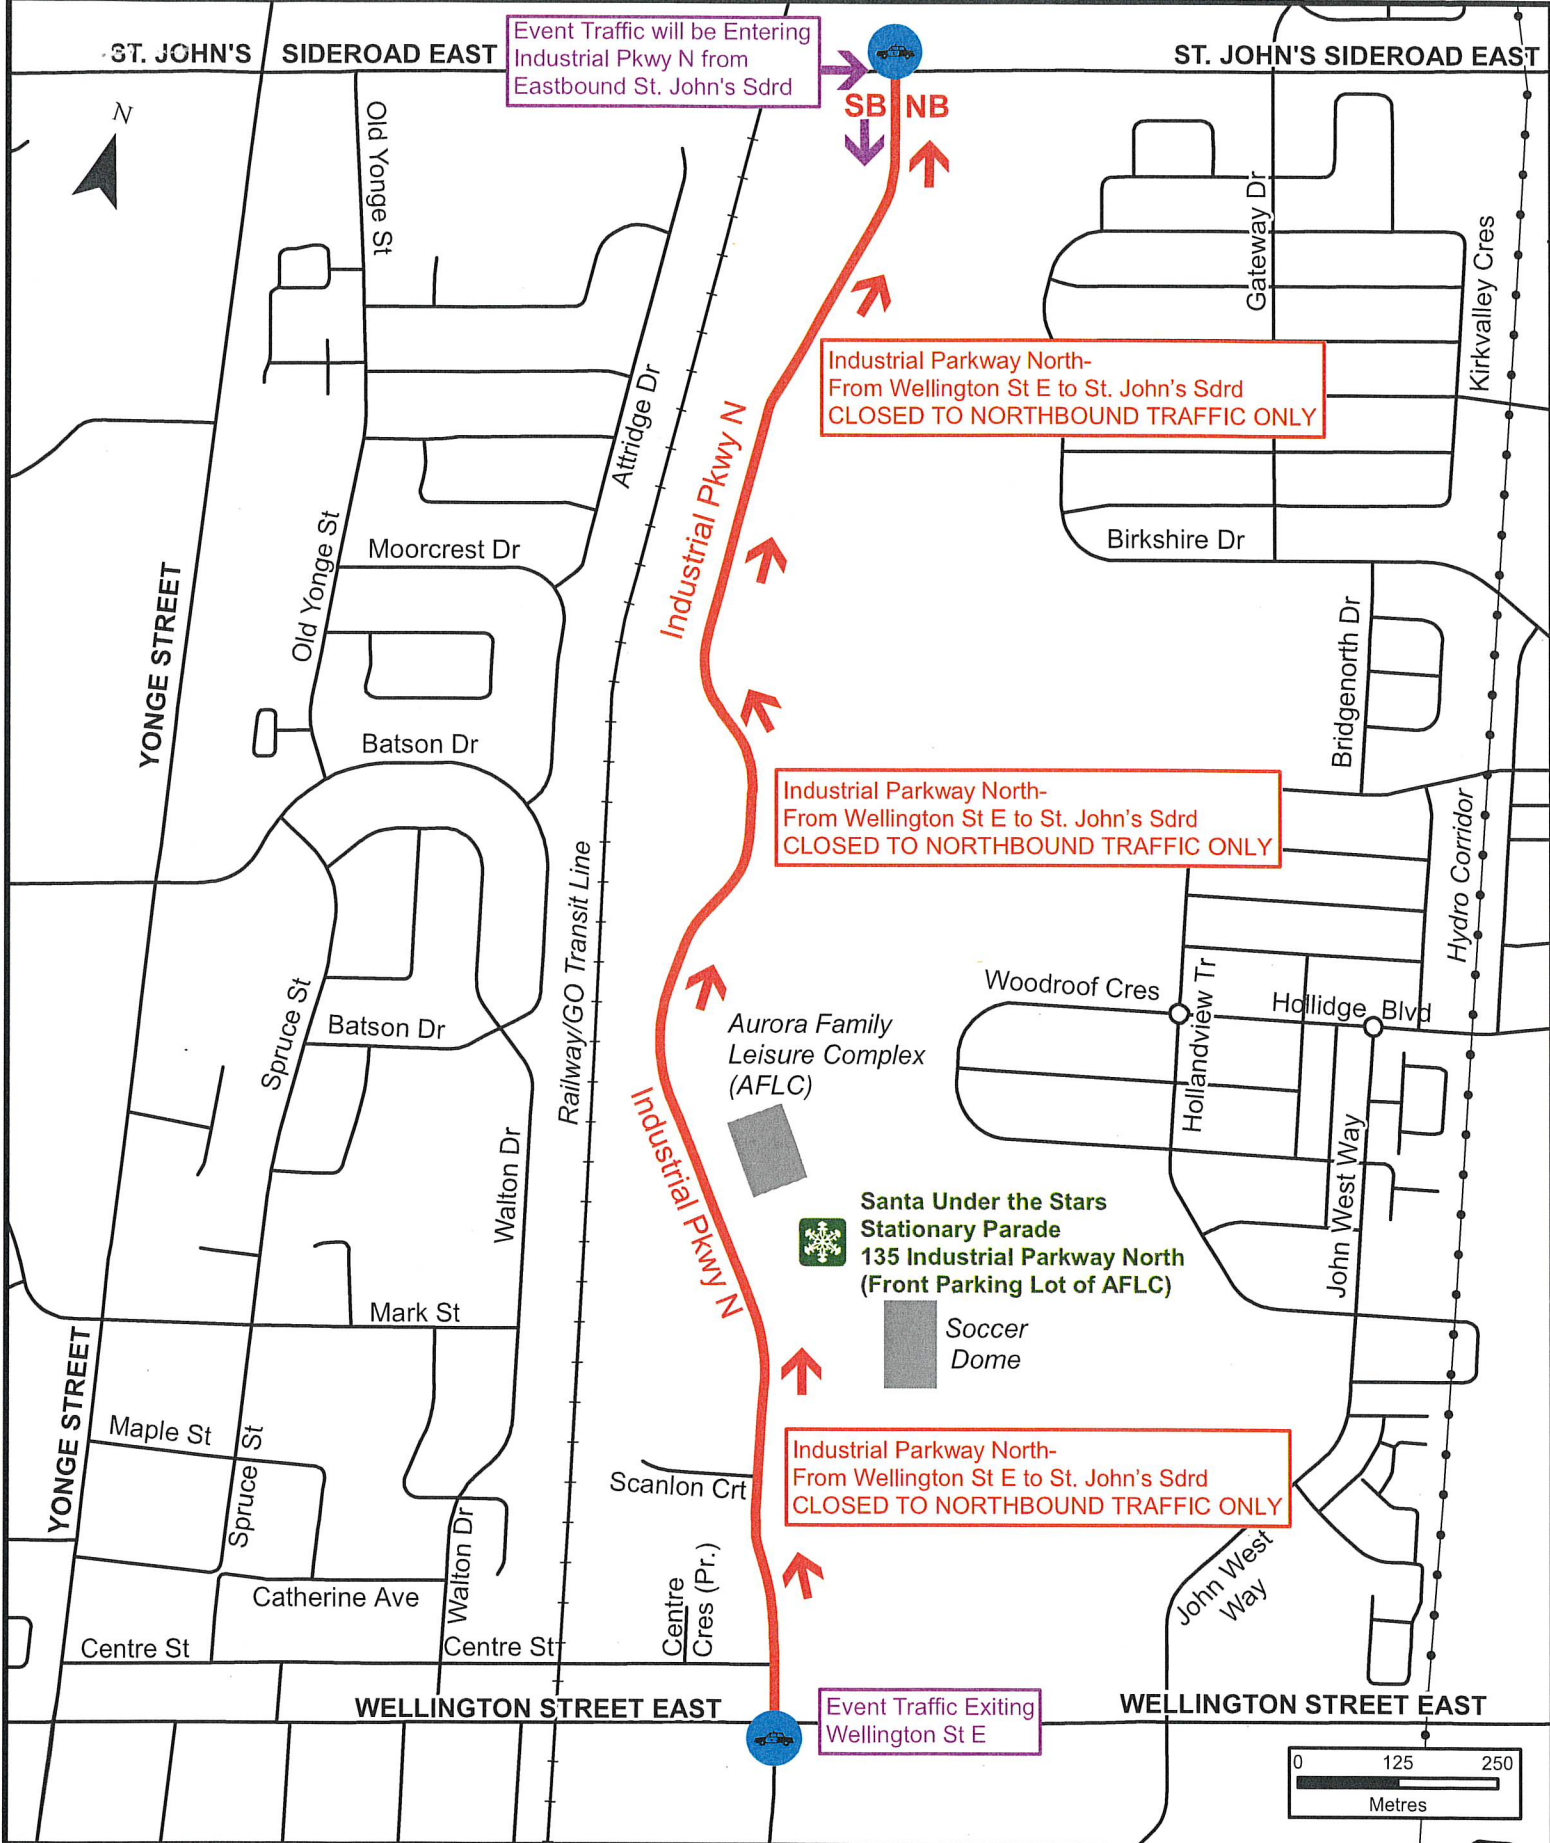 ST. JOHN'S SIDEROAD EAST
Event Traffic will be Entering
Industrial Pkwy N from
Eastbound St. John's Sdrd
ST. JOHN'S SIDEROAD EAST
SB NB
N
Old Yonge St
Gateway Dr
Kirkvalley Cres
Industrial Parkway North-
From Wellington St E to St. John's Sdrd
CLOSED TO NORTHBOUND TRAFFIC ONLY
Attridge Dr
Industrial Pkwy N
Moorcrest Dr
Old Yonge St
YONGE STREET
Birkshire Dr
Bridgenorth Dr
Batson Dr
Industrial Parkway North-
From Wellington St E to St. John's Sdrd
CLOSED TO NORTHBOUND TRAFFIC ONLY
Hydro Corridor
Railway/GO Transit Line
Woodroof Cres
Hollandview Tr
Hollidge Blvd
Spruce St
Batson Dr
Aurora Family
Leisure Complex
(AFLC)
Industrial Pkwy N
Walton Dr
John West Way
Santa Under the Stars
Stationary Parade
135 Industrial Parkway North
(Front Parking Lot of AFLC)
Mark St
Soccer
Dome
YONGE STREET
Maple St
Spruce St
Scanlon Crt
Industrial Parkway North-
From Wellington St E to St. John's Sdrd
CLOSED TO NORTHBOUND TRAFFIC ONLY
Walton Dr
Centre
Cres (Pr.)
John West
Way
Catherine Ave
Centre St
Centre St
WELLINGTON STREET EAST
Event Traffic Exiting
Wellington St E
WELLINGTON STREET EAST
0 125 250
Metres